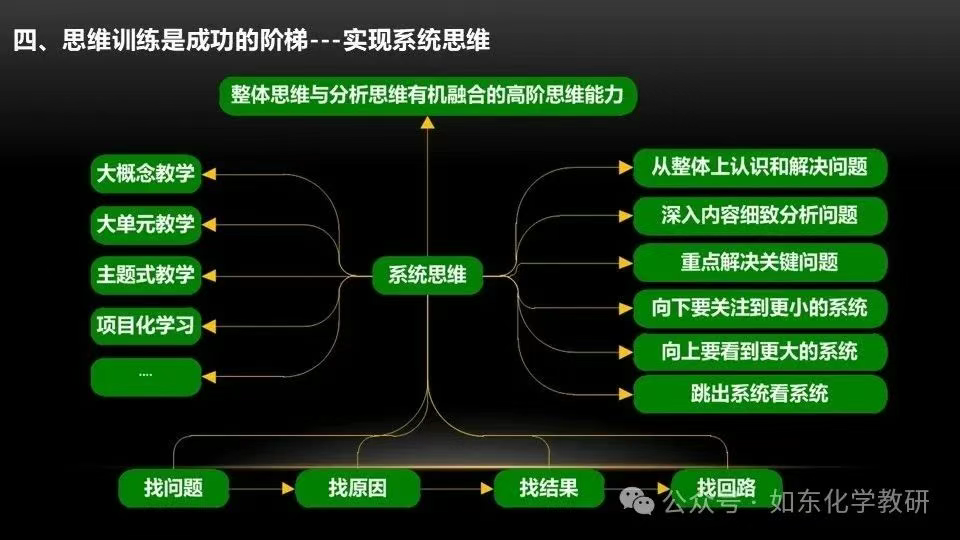 四、思维训练是成功的阶梯---实现系统思维
整体思维与分析思维有机融合的高阶思维能力
大概念教学
大单元教学
主题式教学
项目化学习
....
系统思维
从整体上认识和解决问题
深入内容细致分析问题
重点解决关键问题
向下要关注到更小的系统
向上要看到更大的系统
跳出系统看系统
找问题
找原因
找结果
找回路
公众号·如东化学教研